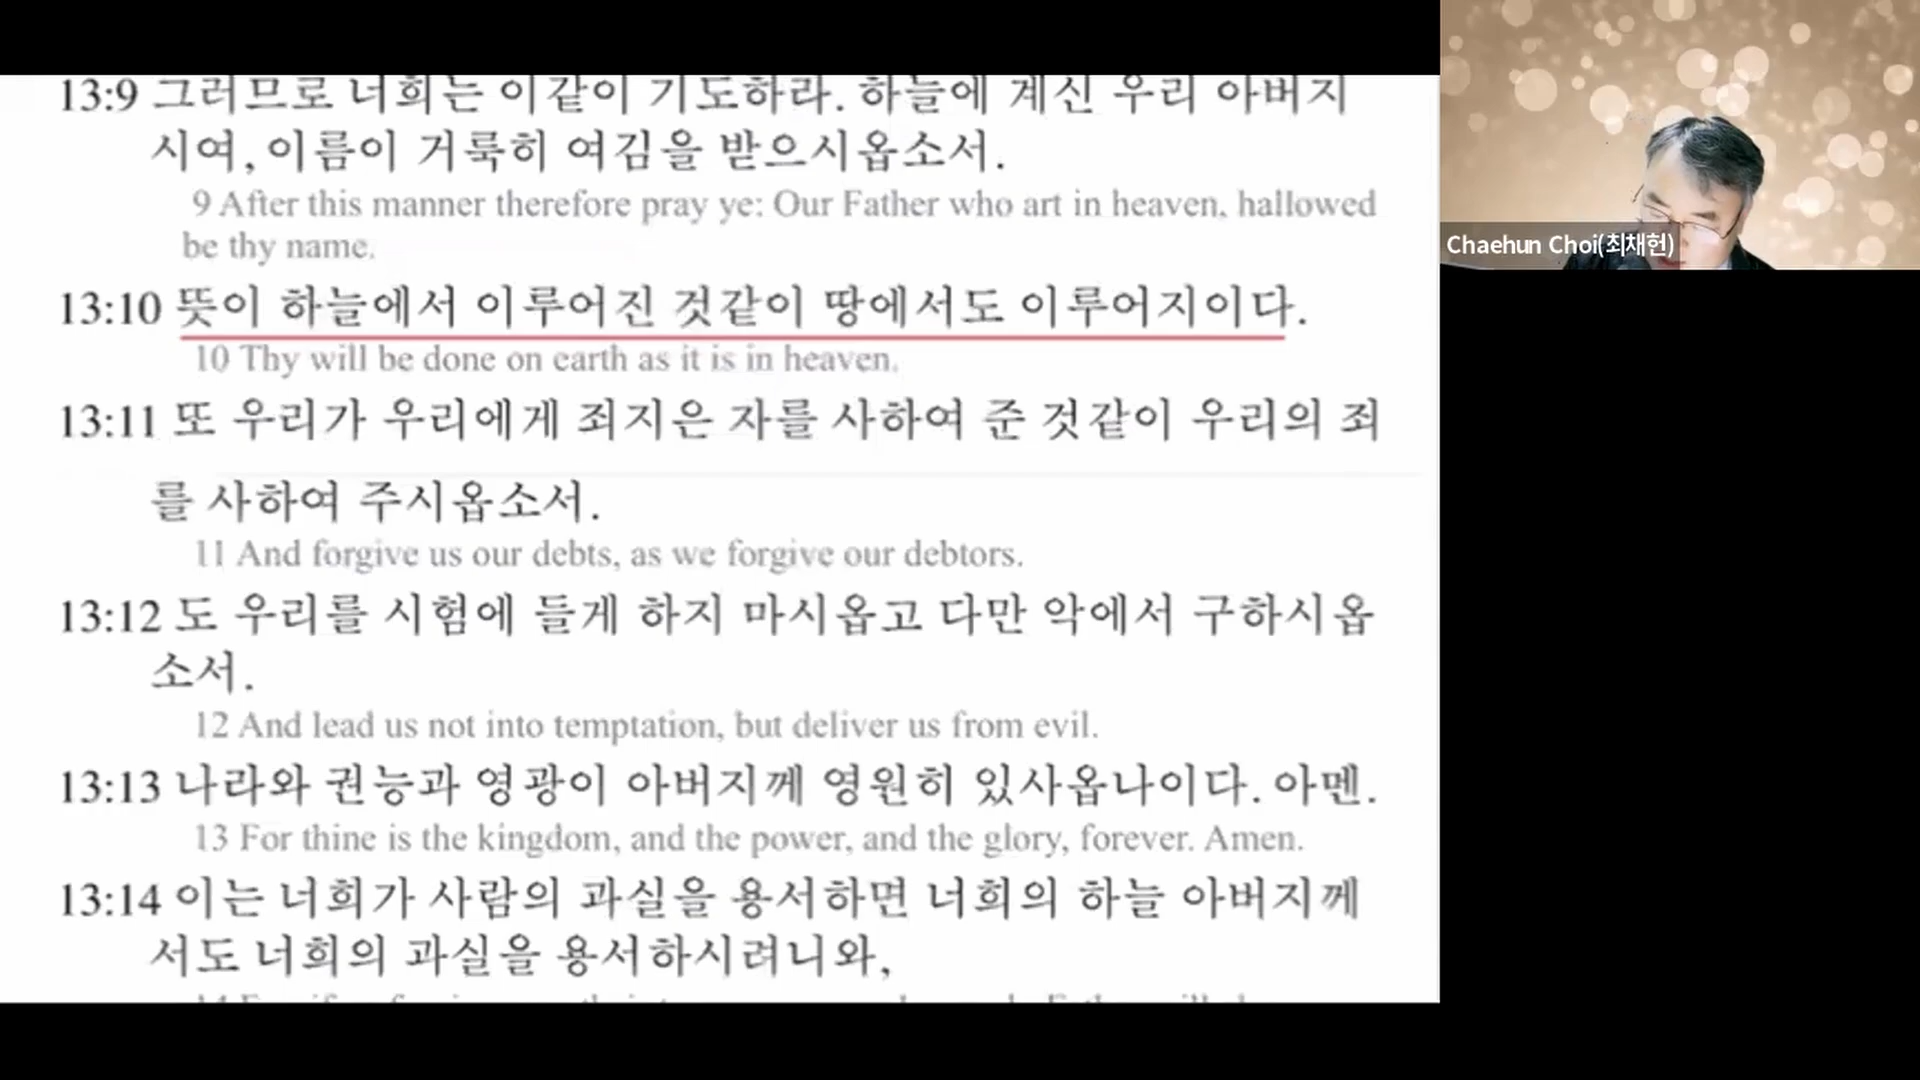 13:9 그러므로 너희는 이같이 기도하라. 하늘에 계신 우리 아버지
시여, 이름이 거룩히 여김을 받으시옵소서.
9 After this manner therefore pray ye: Our Father who art in heaven, hallowed
be thy name.
13:10 뜻이 하늘에서 이루어진 것같이 땅에서도 이루어지이다.
10 Thy will be done on earth as it is in heaven.
13:11 또 우리가 우리에게 죄지은 자를 사하여 준 것같이 우리의 죄
를 사하여 주시옵소서.
11 And forgive us our debts, as we forgive our debtors.
13:12 도 우리를 시험에 들게 하지 마시옵고 다만 악에서 구하시옵
소서.
12 And lead us not into temptation, but deliver us from evil.
13:13 나라와 권능과 영광이 아버지께 영원히 있사옵나이다. 아멘.
13 For thine is the kingdom, and the power, and the glory, forever. Amen.
13:14 이는 너희가 사람의 과실을 용서하면 너희의 하늘 아버지께
서도 너희의 과실을 용서하시려니와,
Chaehun Choi(최채헌)